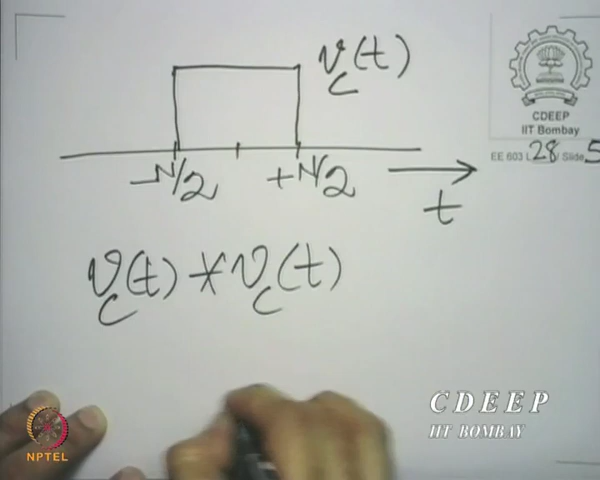 v_c(t)
CDEEP
IIT Bombay
EE 603 L 28 / Slide 5
-N/2 +N/2
t
v_c(t) * v_c(t)
CDEEP
IIT BOMBAY
NPTEL